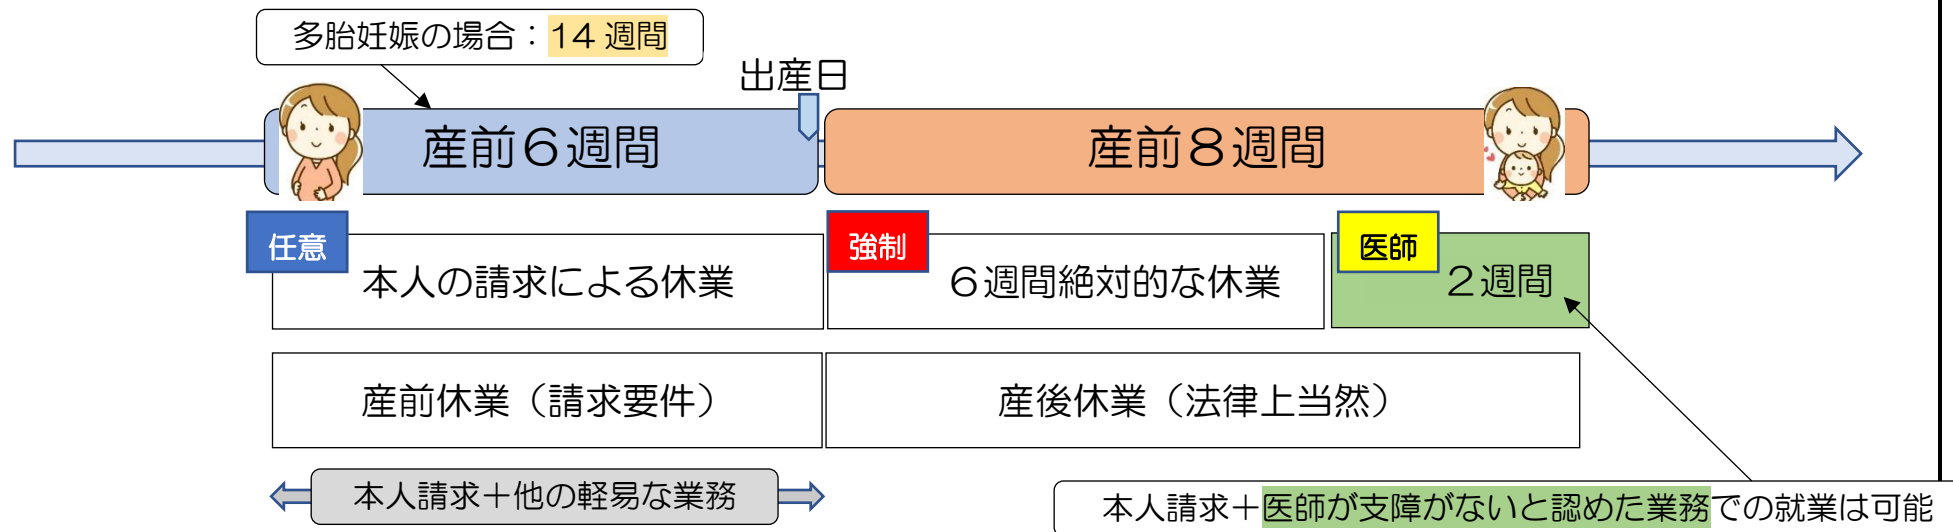 多胎妊娠の場合：14 週間
出産日
産前６週間
産前８週間
任意
本人の請求による休業
強制
６週間絶対的な休業
医師
２週間
産前休業（請求要件）
産後休業（法律上当然）
本人請求＋他の軽易な業務
本人請求＋医師が支障がないと認めた業務での就業は可能